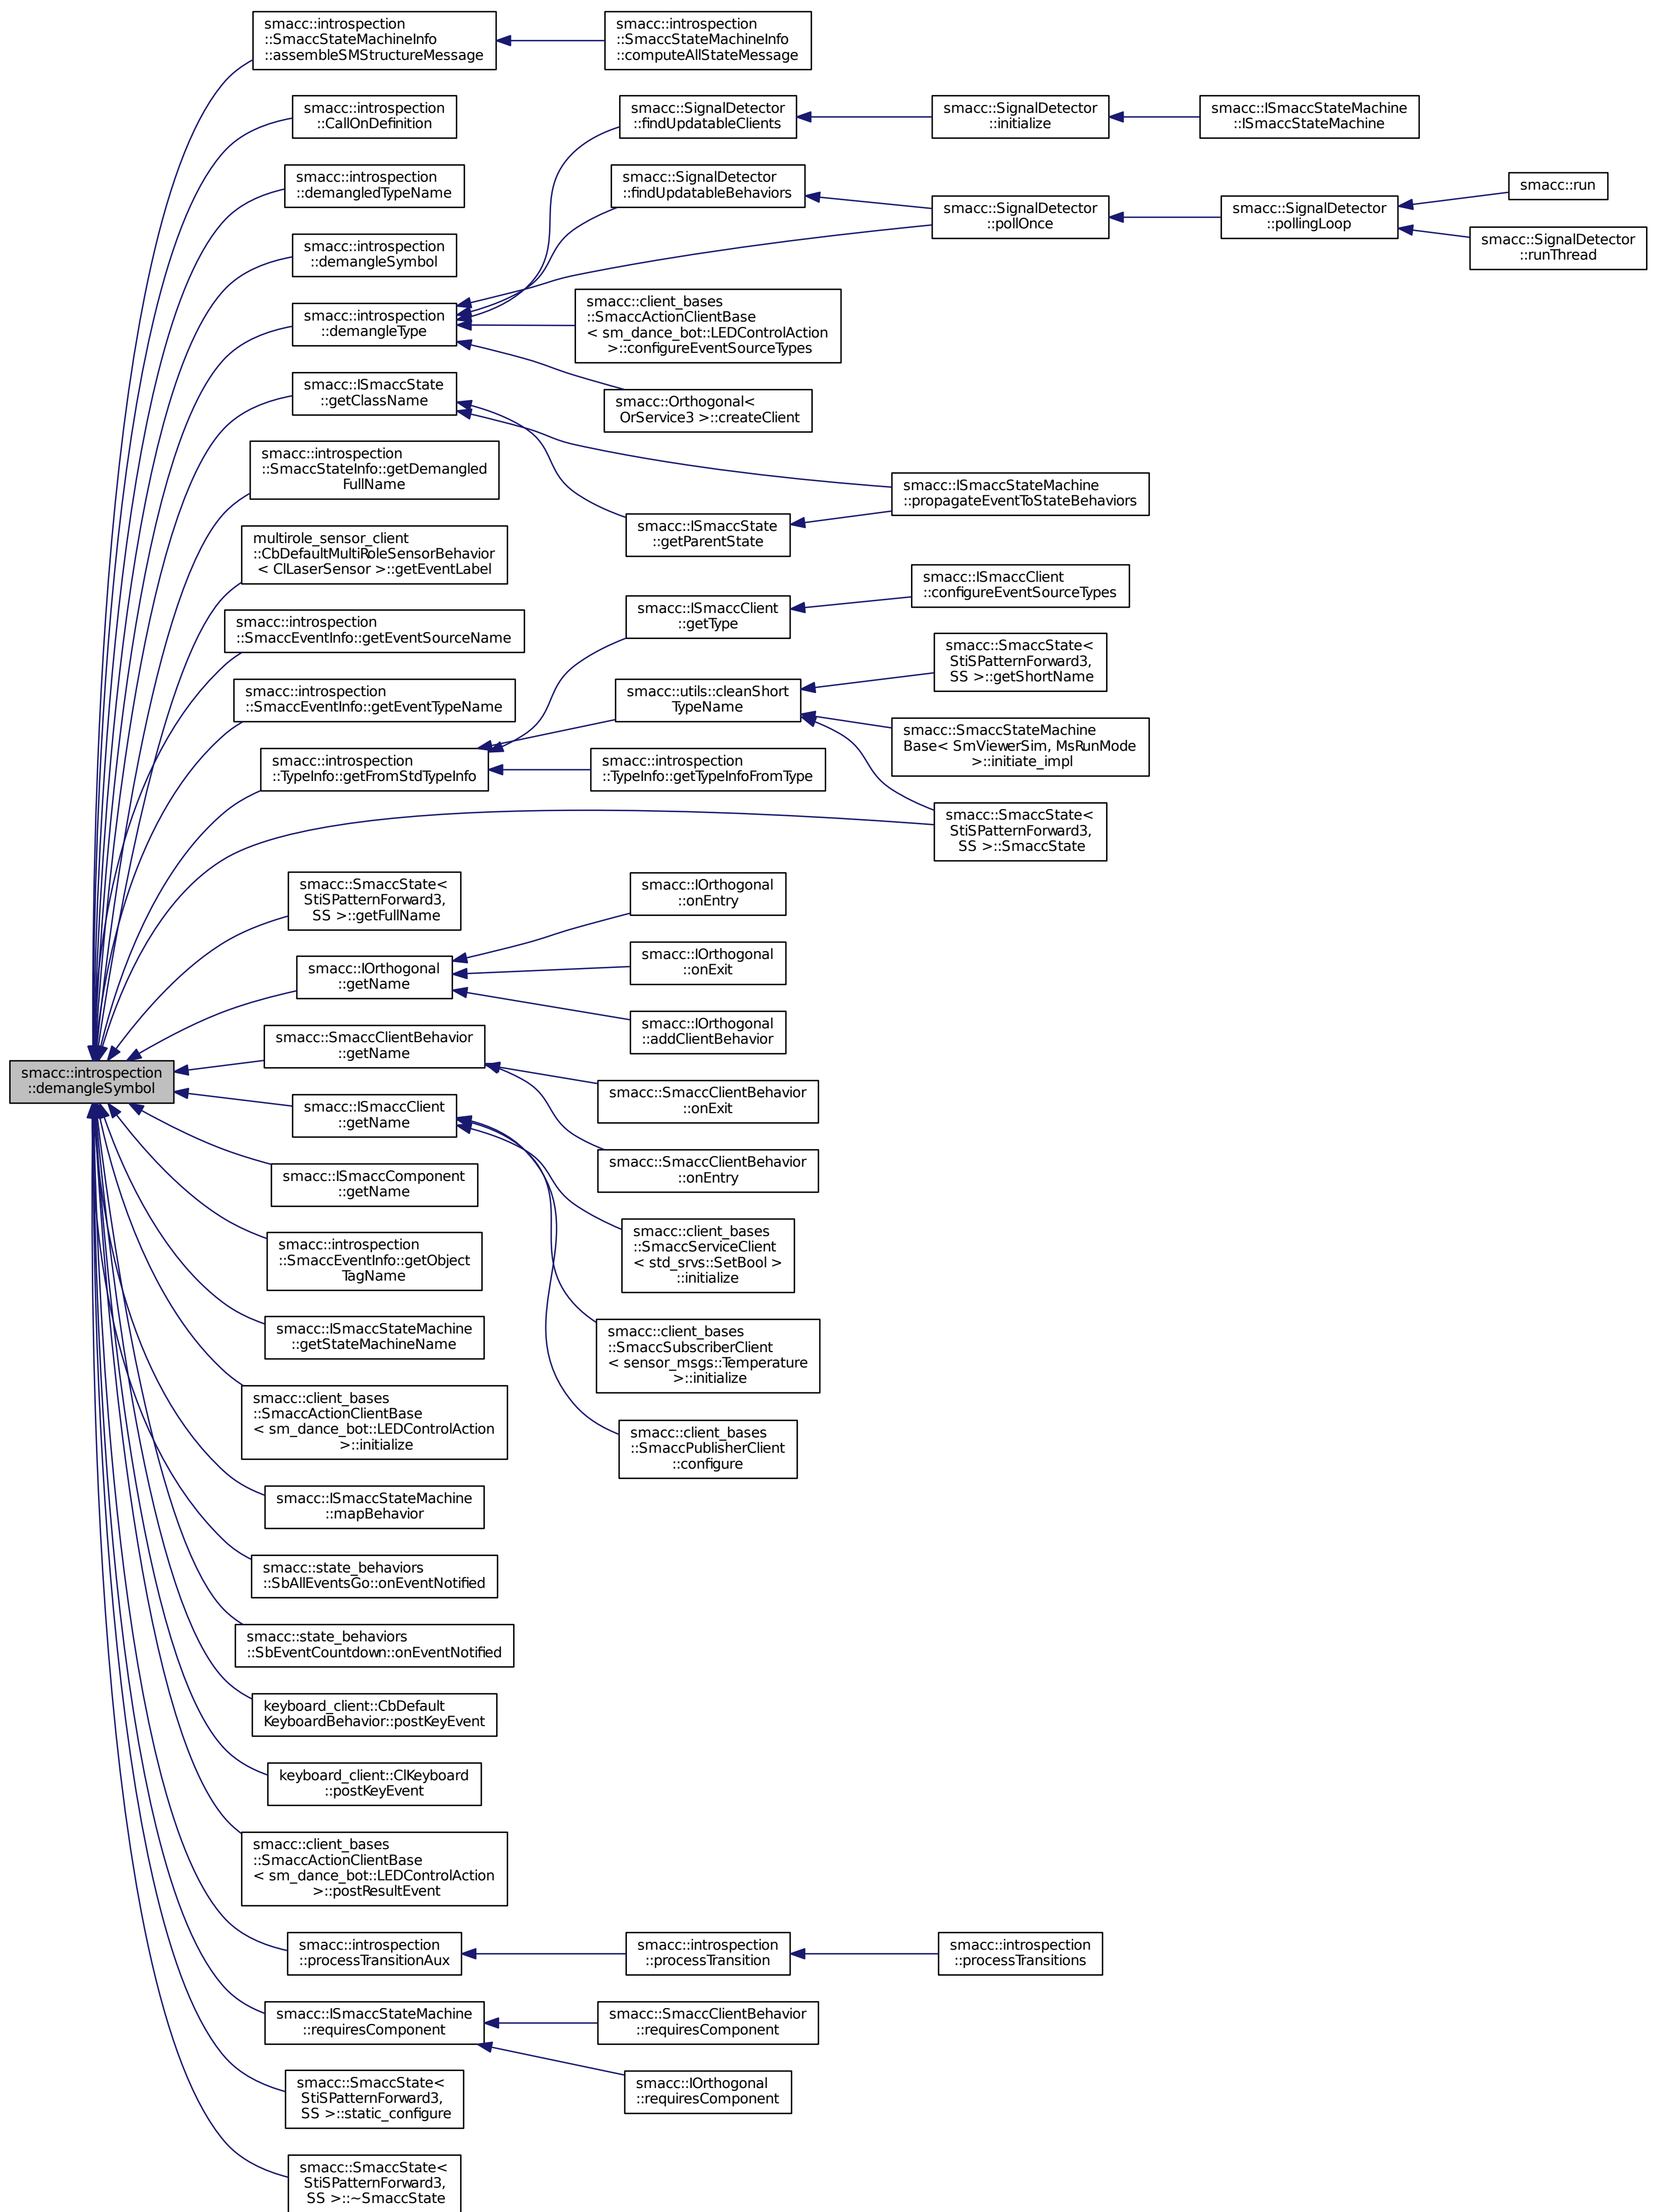 smacc::introspection
::SmaccStateMachineInfo
::assembleSMStructureMessage
smacc::introspection
::SmaccStateMachineInfo
::computeAllStateMessage
smacc::introspection
::CallOnDefinition
smacc::SignalDetector
::findUpdatableClients
smacc::SignalDetector
::initialize
smacc::ISmaccStateMachine
::ISmaccStateMachine
smacc::introspection
::demangledTypeName
smacc::SignalDetector
::findUpdatableBehaviors
smacc::SignalDetector
::pollOnce
smacc::SignalDetector
::pollingLoop
smacc::run
smacc::SignalDetector
::runThread
smacc::introspection
::demangleSymbol
smacc::introspection
::demangleType
smacc::client_bases
::SmaccActionClientBase
< sm_dance_bot::LEDControlAction
>::configureEventSourceTypes
smacc::Orthogonal<
OrService3 >::createClient
smacc::ISmaccState
::getClassName
smacc::introspection
::SmaccStateInfo::getDemangled
FullName
smacc::ISmaccStateMachine
::propagateEventToStateBehaviors
smacc::ISmaccState
::getParentState
multirole_sensor_client
::CbDefaultMultiRoleSensorBehavior
< ClLaserSensor >::getEventLabel
smacc::ISmaccClient
::configureEventSourceTypes
smacc::ISmaccClient
::getType
smacc::introspection
::SmaccEventInfo::getEventSourceName
smacc::SmaccState<
StiSPatternForward3,
SS >::getShortName
smacc::introspection
::SmaccEventInfo::getEventTypeName
smacc::utils::cleanShort
TypeName
smacc::SmaccStateMachine
Base< SmViewerSim, MsRunMode
>::initiate_impl
smacc::introspection
::TypeInfo::getFromStdTypeInfo
smacc::introspection
::TypeInfo::getTypeInfoFromType
smacc::SmaccState<
StiSPatternForward3,
SS >::SmaccState
smacc::SmaccState<
StiSPatternForward3,
SS >::getFullName
smacc::IOrthogonal
::onEntry
smacc::IOrthogonal
::getName
smacc::IOrthogonal
::onExit
smacc::IOrthogonal
::addClientBehavior
smacc::SmaccClientBehavior
::getName
smacc::introspection
::demangleSymbol
smacc::SmaccClientBehavior
::onExit
smacc::ISmaccClient
::getName
smacc::SmaccClientBehavior
::onEntry
smacc::ISmaccComponent
::getName
smacc::client_bases
::SmaccServiceClient
< std_srvs::SetBool >
::initialize
smacc::introspection
::SmaccEventInfo::getObject
TagName
smacc::ISmaccStateMachine
::getStateMachineName
smacc::client_bases
::SmaccSubscriberClient
< sensor_msgs::Temperature
>::initialize
smacc::client_bases
::SmaccActionClientBase
< sm_dance_bot::LEDControlAction
>::initialize
smacc::client_bases
::SmaccPublisherClient
::configure
smacc::ISmaccStateMachine
::mapBehavior
smacc::state_behaviors
::SbAllEventsGo::onEventNotified
smacc::state_behaviors
::SbEventCountdown::onEventNotified
keyboard_client::CbDefault
KeyboardBehavior::postKeyEvent
keyboard_client::ClKeyboard
::postKeyEvent
smacc::client_bases
::SmaccActionClientBase
< sm_dance_bot::LEDControlAction
>::postResultEvent
smacc::introspection
::processTransitionAux
smacc::introspection
::processTransition
smacc::introspection
::processTransitions
smacc::ISmaccStateMachine
::requiresComponent
smacc::SmaccClientBehavior
::requiresComponent
smacc::IOrthogonal
::requiresComponent
smacc::SmaccState<
StiSPatternForward3,
SS >::static_configure
smacc::SmaccState<
StiSPatternForward3,
SS >::~SmaccState